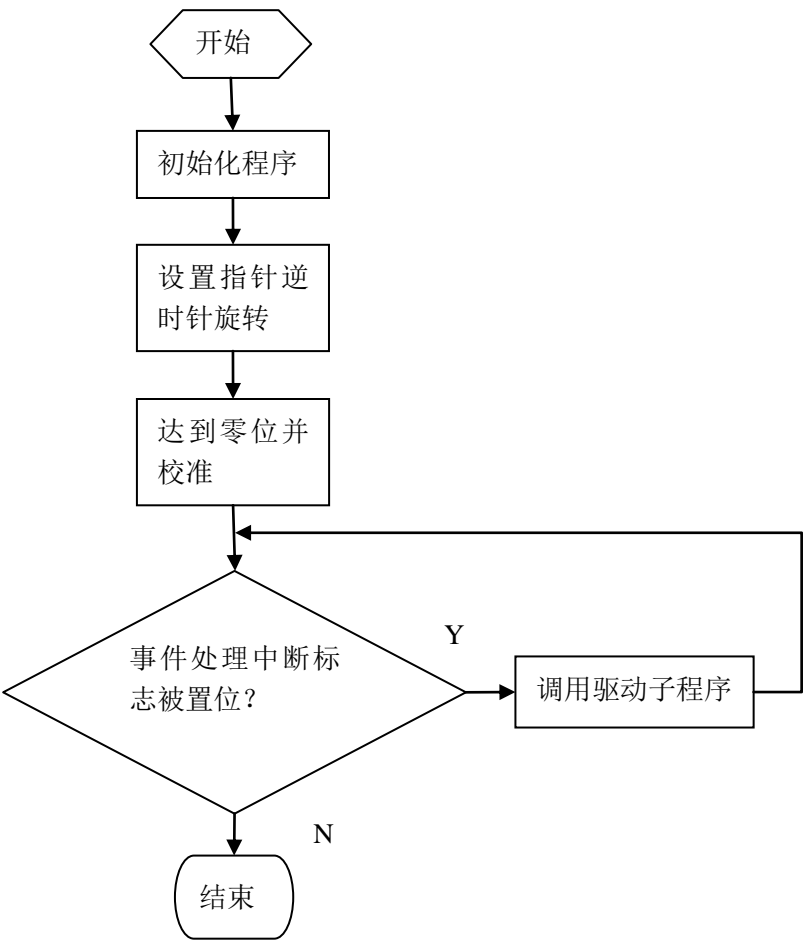 开始
初始化程序
设置指针逆
时针旋转
达到零位并
校准
Y
事件处理中断标
志被置位？
调用驱动子程序
N
结束